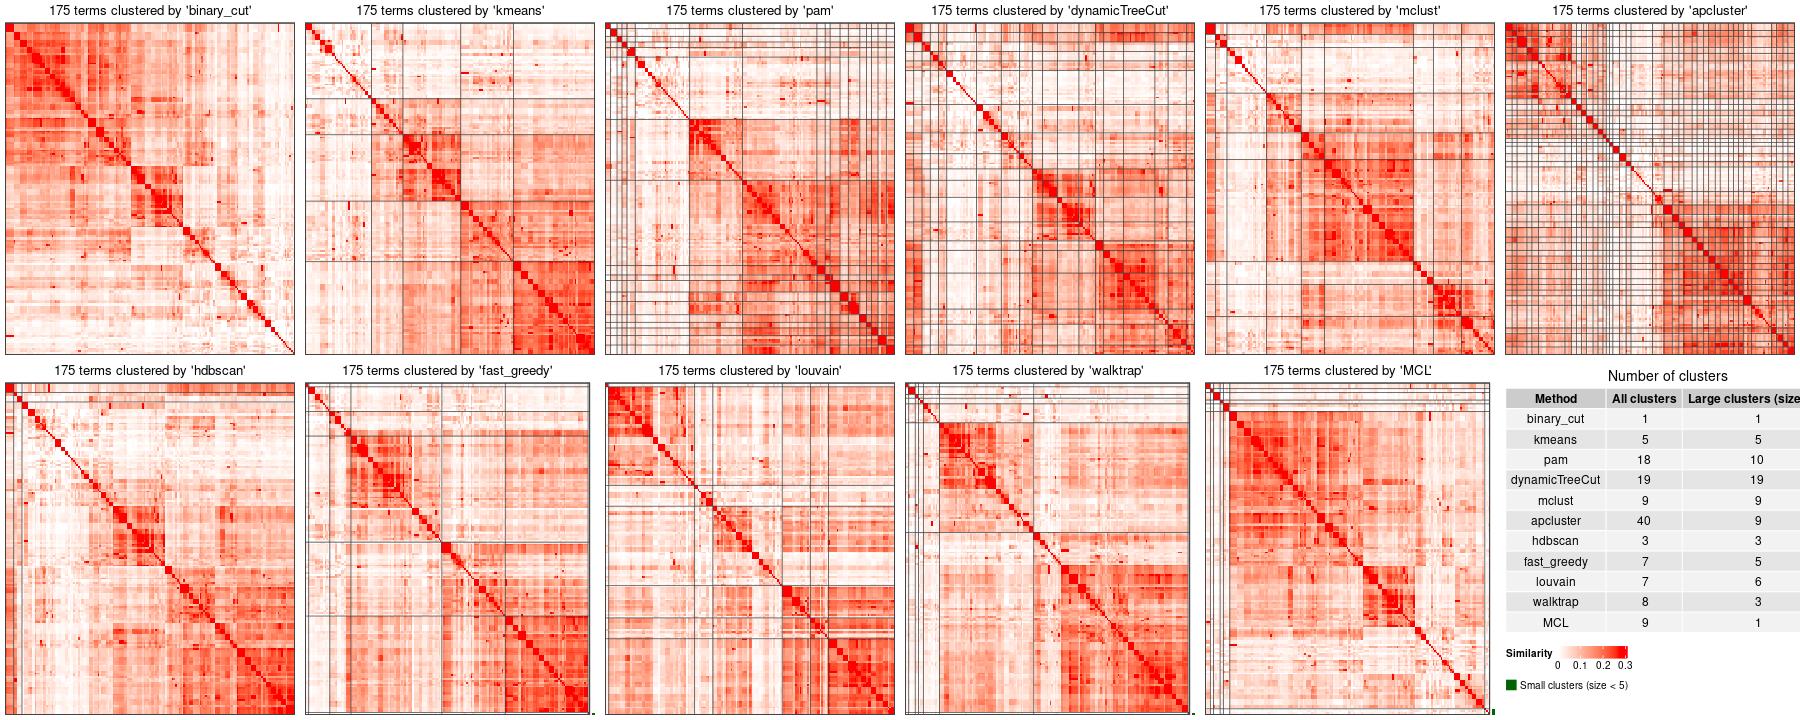 175 terms clustered by 'binary_cut'
175 terms clustered by 'kmeans'
175 terms clustered by 'pam'
175 terms clustered by 'dynamicTreeCut'
175 terms clustered by 'mclust'
175 terms clustered by 'apcluster'
175 terms clustered by 'hdbscan'
175 terms clustered by 'fast_greedy'
175 terms clustered by 'louvain'
175 terms clustered by 'walktrap'
175 terms clustered by 'MCL'
Number of clusters
Method All clusters Large clusters (size
binary_cut 1 1
kmeans 5 5
pam 18 10
dynamicTreeCut 19 19
mclust 9 9
apcluster 40 9
hdbscan 3 3
fast_greedy 7 5
louvain 7 6
walktrap 8 3
MCL 9 1
Similarity
0 0.1 0.2 0.3
Small clusters (size < 5)